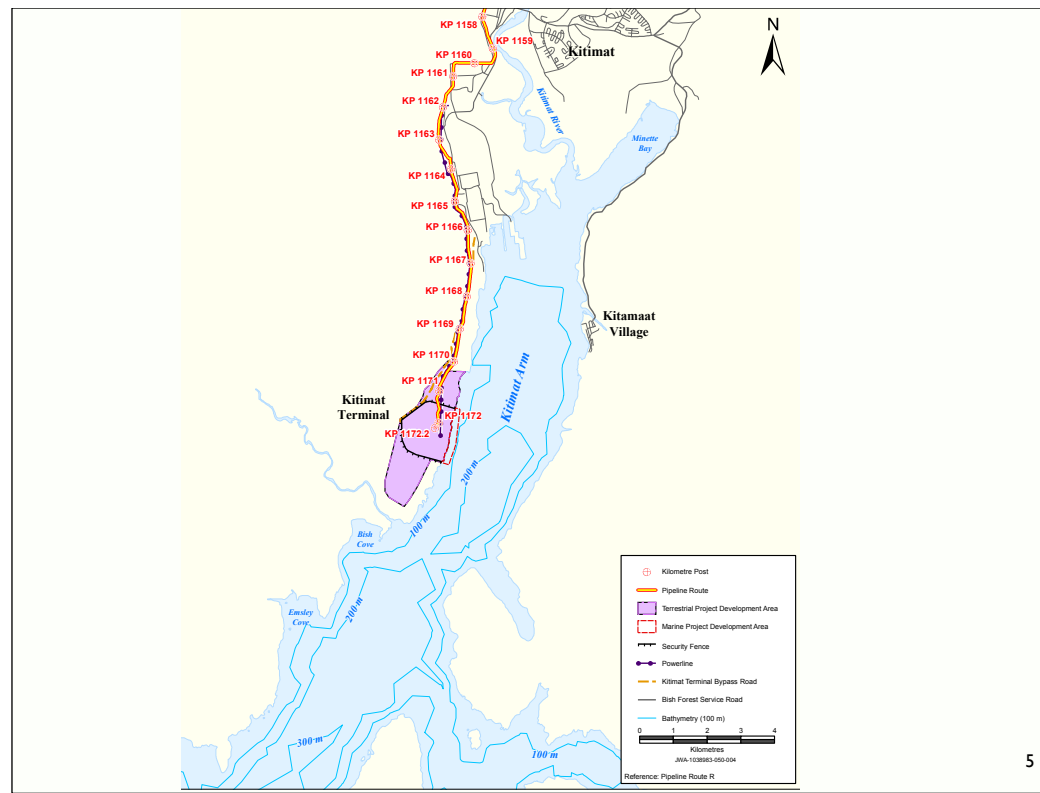 KP 1158
N
KP 1159
Kitimat
KP 1160
KP 1161
KP 1162
Kitimat River
KP 1163
Minette
Bay
KP 1164
KP 1165
KP 1166
KP 1167
KP 1168
Kitamaat
Village
KP 1169
KP 1170
Kitimat Arm
KP 1171
Kitimat
Terminal
KP 1172
KP 1172.2
200 m
100 m
Bish
Cove
200 m
Emsley
Cove
300 m
100 m
Kilometre Post
Pipeline Route
Terrestrial Project Development Area
Marine Project Development Area
Security Fence
Powerline
Kitimat Terminal Bypass Road
Bish Forest Service Road
Bathymetry (100 m)
0 1 2 3 4
Kilometres
JWA-1038983-050-004
Reference: Pipeline Route R
5